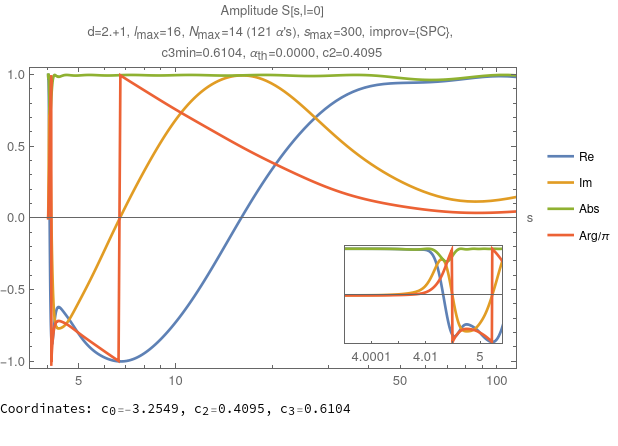 Amplitude S[s,l=0]
d=2.+1, lmax=16, Nmax=14 (121 α's), smax=300, improv={SPC},
c3min=0.6104, αth=0.0000, c2=0.4095
1.0
0.5
0.0
−0.5
−1.0
5
10
50
100
s
4.0001
4.01
5
Re
Im
Abs
Arg/π
Coordinates: c0=-3.2549, c2=0.4095, c3=0.6104